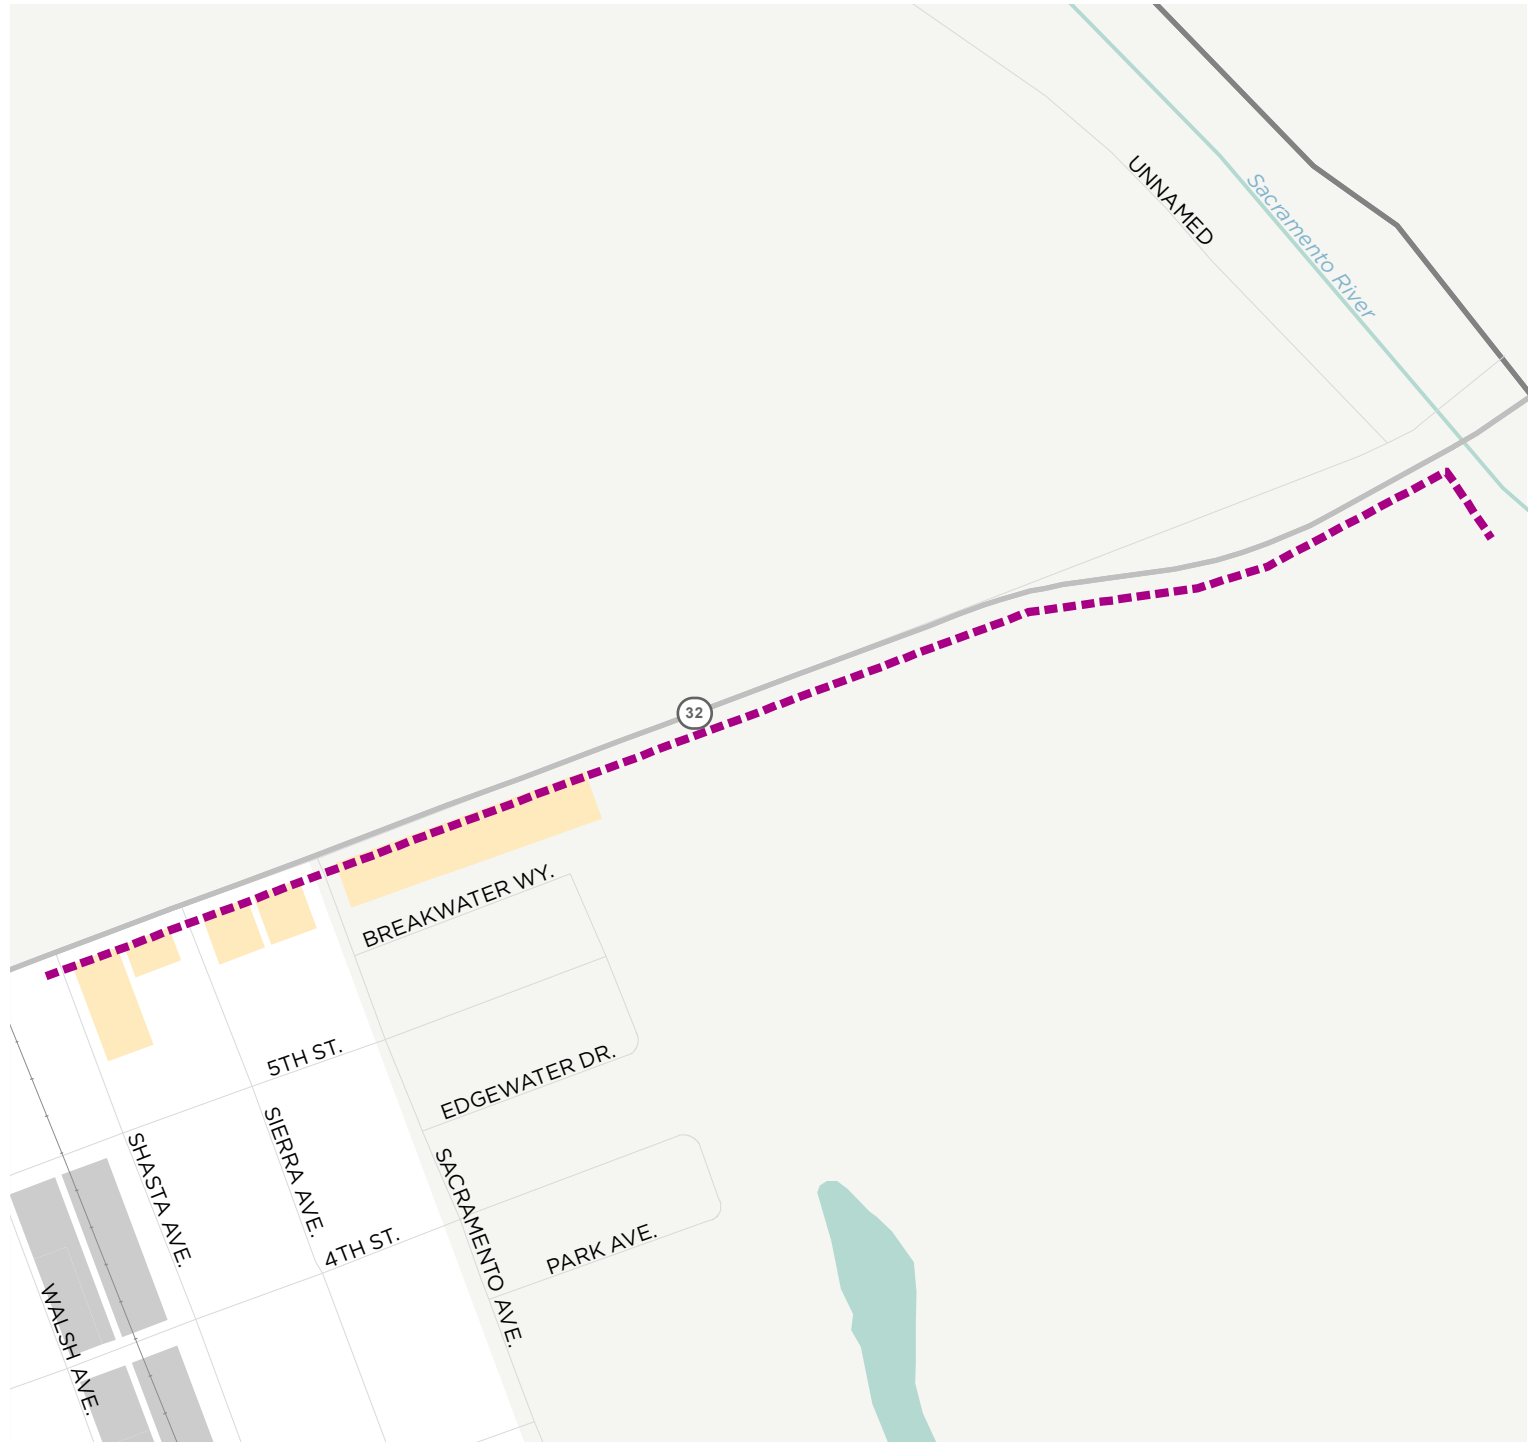 UNNAMED
Sacramento River
32
BREAKWATER WY.
5TH ST.
EDGEWATER DR.
SHASTA AVE.
SIERRA AVE.
SACRAMENTO AVE.
4TH ST.
PARK AVE.
WALSH AVE.